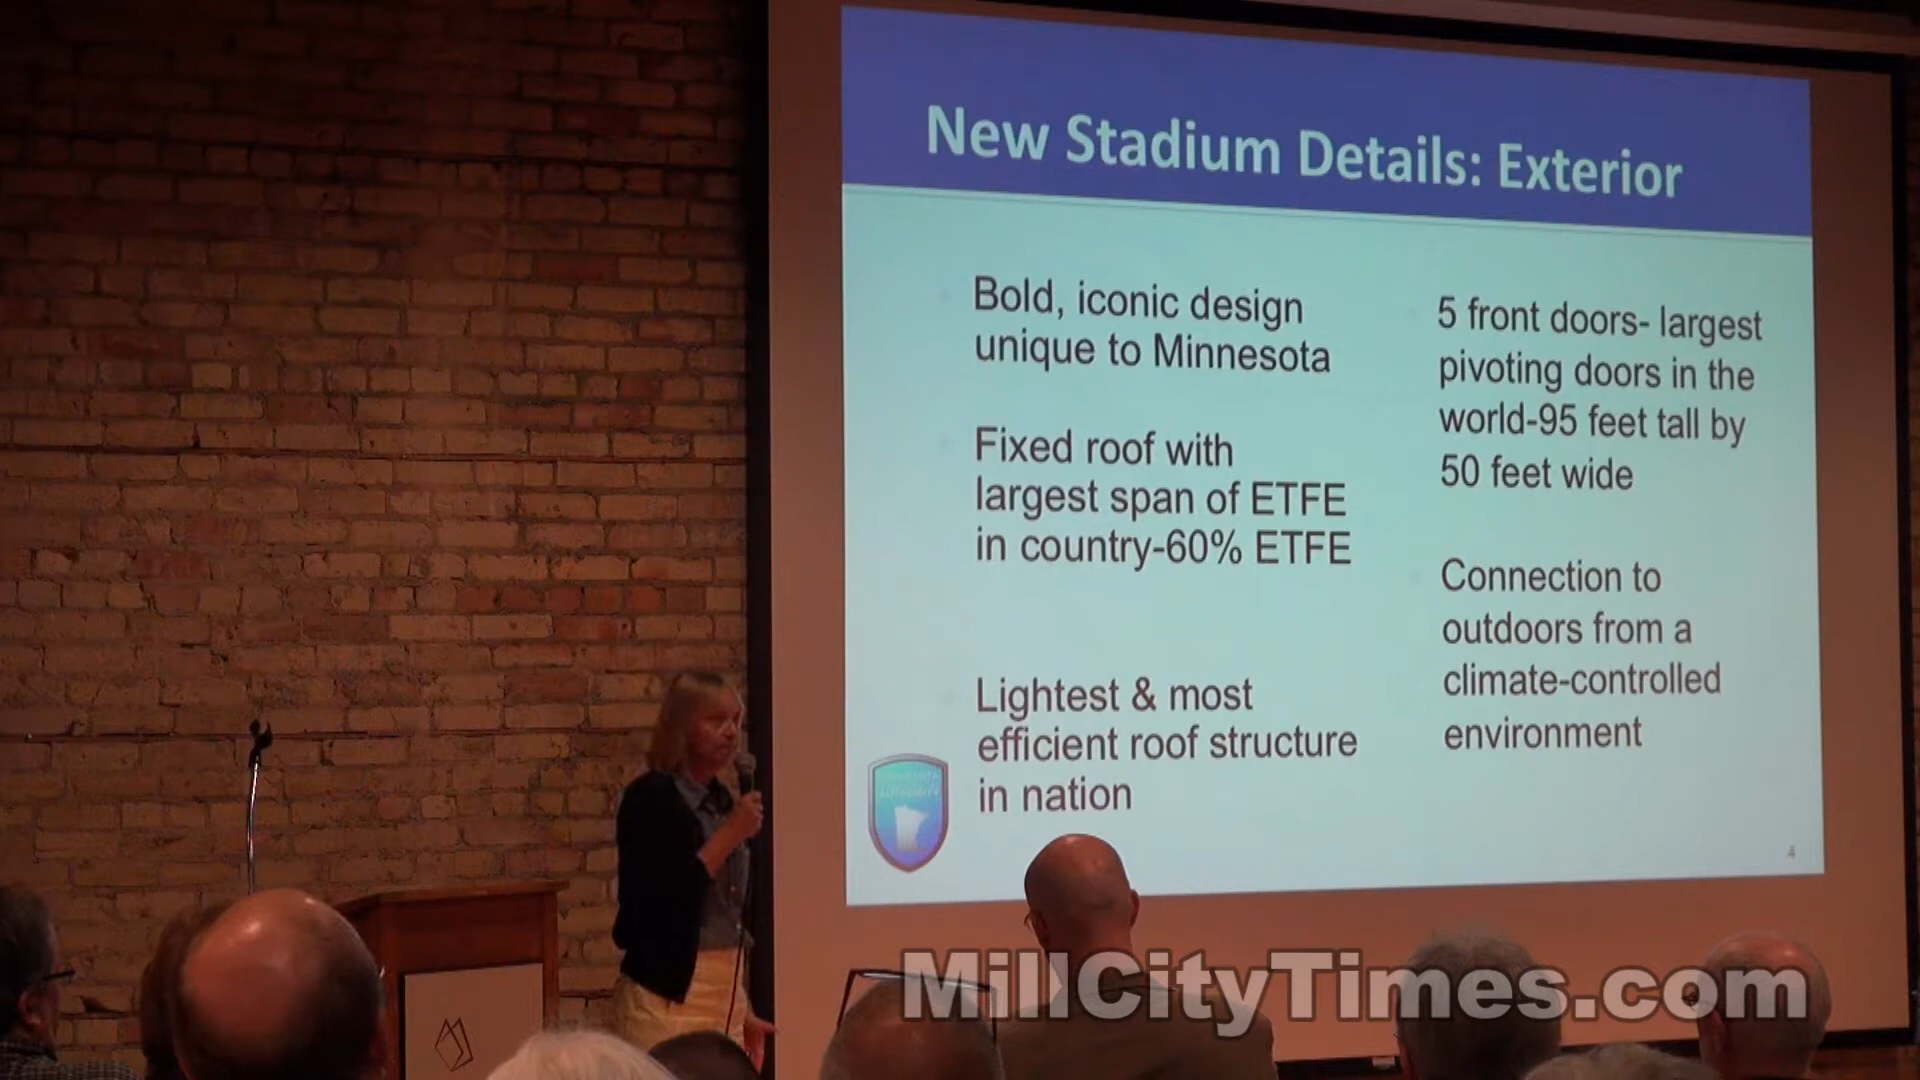 New Stadium Details: Exterior
Bold, iconic design
unique to Minnesota
Fixed roof with
largest span of ETFE
in country-60% ETFE
Lightest & most
efficient roof structure
in nation
5 front doors- largest
pivoting doors in the
world-95 feet tall by
50 feet wide
Connection to
outdoors from a
climate-controlled
environment
4
MillCityTimes.com